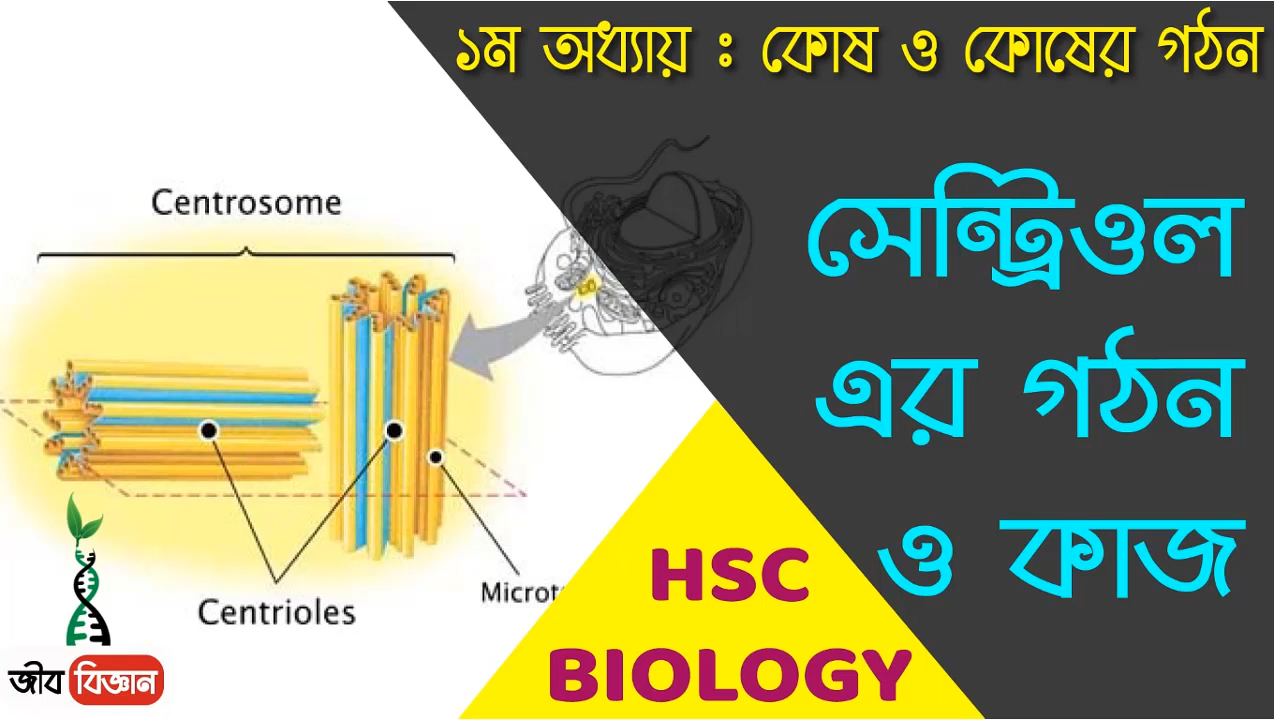 ১ম অধ্যায় : কোষ ও কোষের গঠন
Centrosome
সেন্ট্রিওল
এর গঠন
ও কাজ
Centrioles
HSC
BIOLOGY
জীব বিজ্ঞান